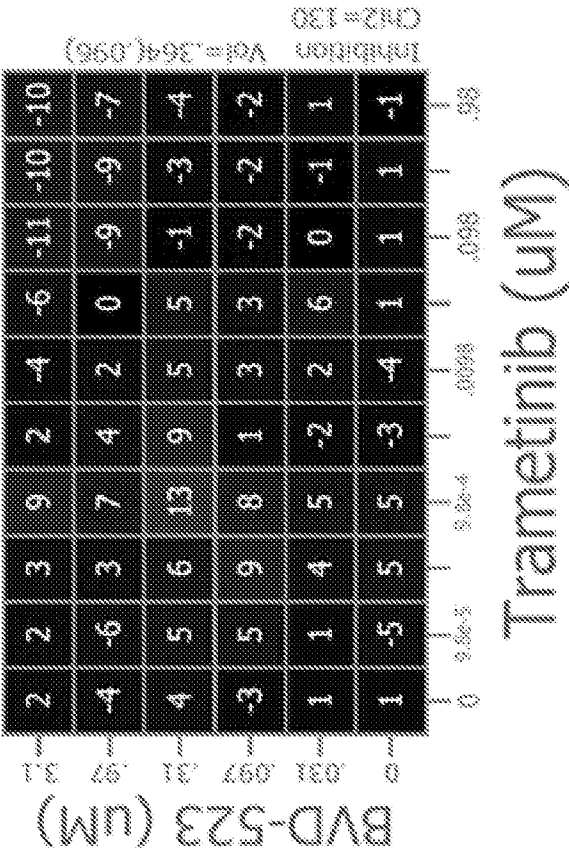 BVD-523 (uM)
3.1 2 2 3 9 2 -4 -6 -11 -10 -10
.97 -4 -6 3 7 4 2 0 -9 -9 -7
.31 4 5 6 13 9 5 5 -1 -3 -4
.097 -3 5 9 8 1 3 3 -2 -2 -2
.031 1 1 4 5 -2 2 6 0 -1 1
0 1 -5 5 5 -3 -4 1 1 1 -1
0 9.8e-5 9.8e-4 .0098 .098 .98
Trametinib (uM)
Vol=.364(.096)
Inhibition
Chi2=130